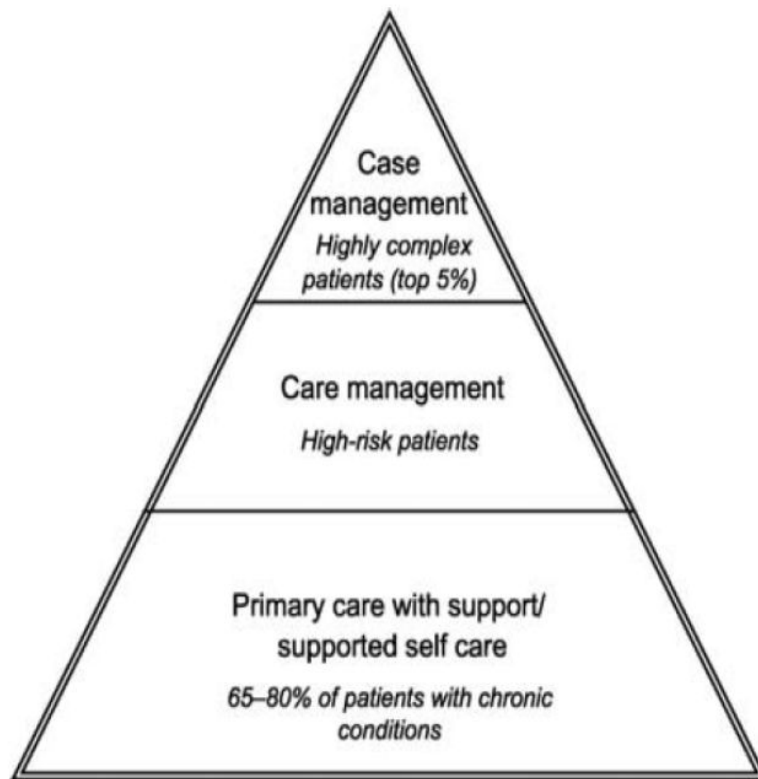 Case
management
Highly complex
patients (top 5%)
Care management
High-risk patients
Primary care with support/
supported self care
65–80% of patients with chronic
conditions